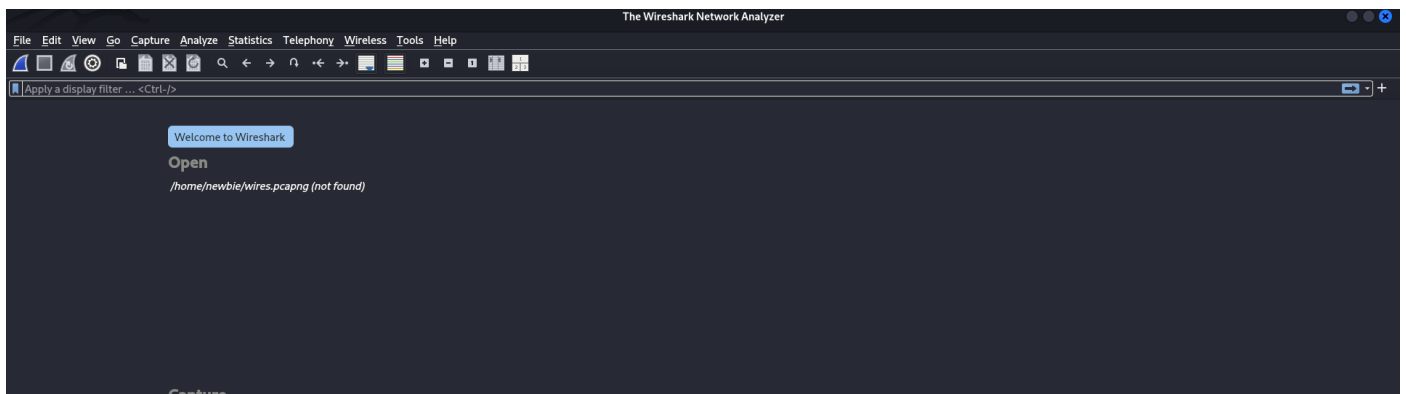 The Wireshark Network Analyzer
File Edit View Go Capture Analyze Statistics Telephony Wireless Tools Help
Apply a display filter ... <Ctrl-/>
Welcome to Wireshark
Open
/home/newbie/wires.pcapng (not found)
Capture